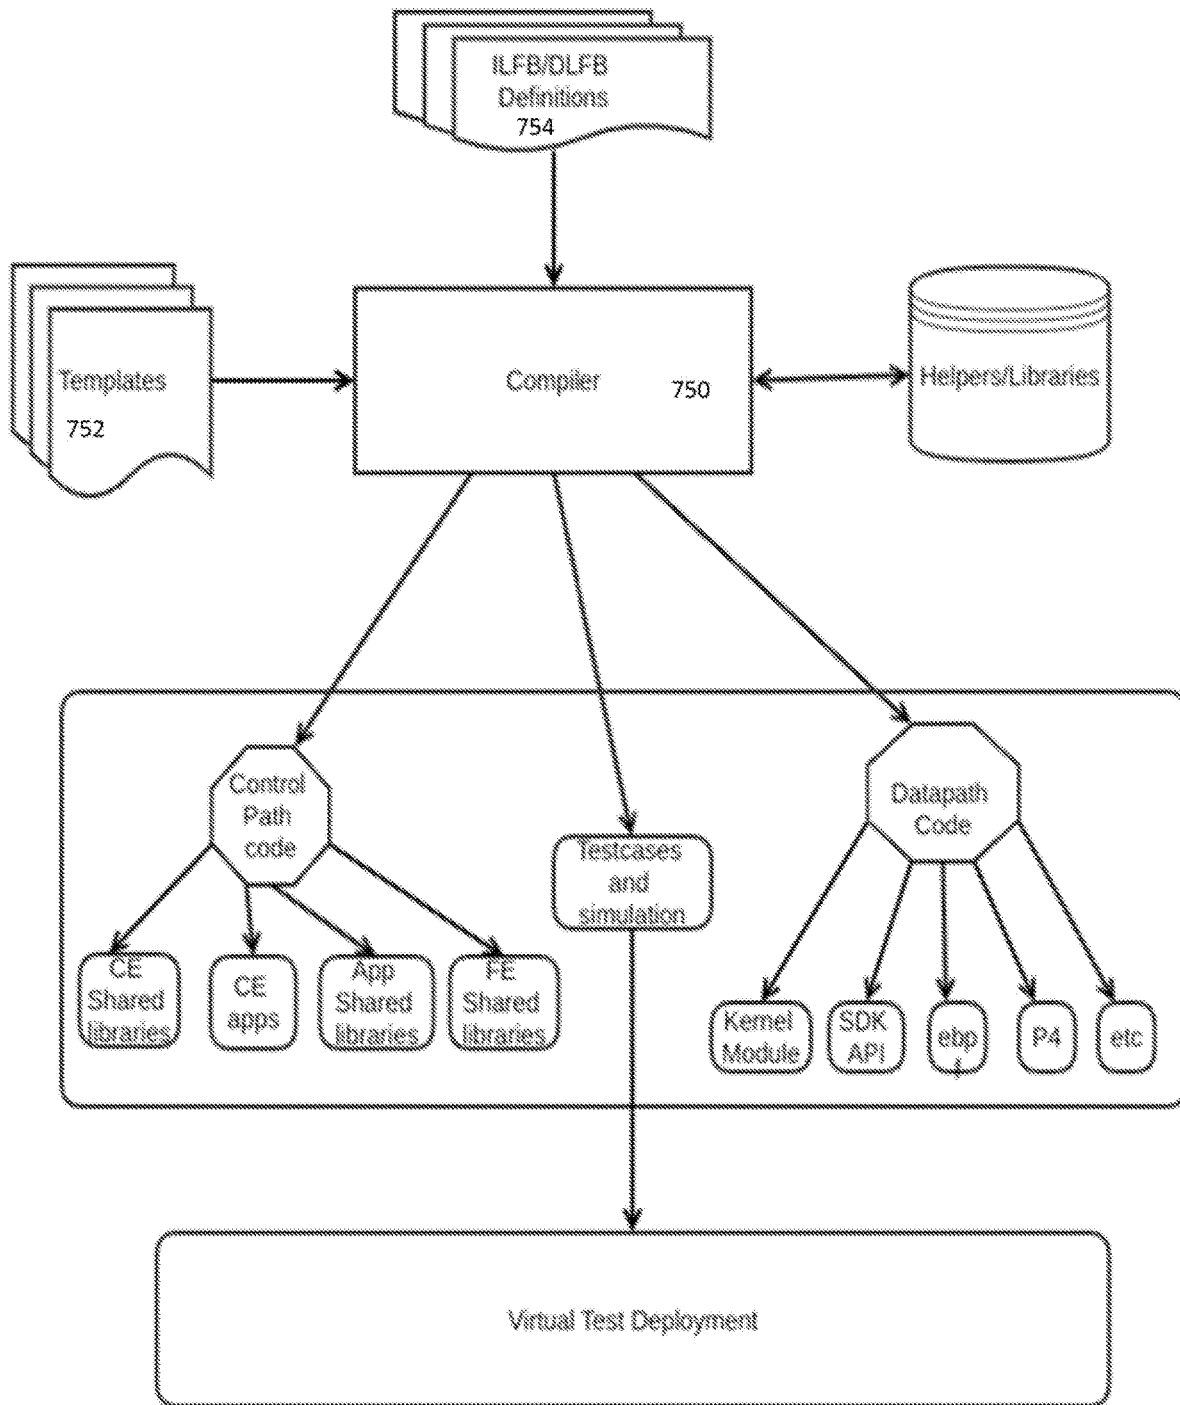 ILFB/DLFB
Definitions
754
Templates
752
Compiler
750
Helpers/Libraries
Control
Path
code
Datapath
Code
Testcases
and
simulation
CE
Shared
libraries
CE
apps
App
Shared
libraries
FE
Shared
libraries
Kernel
Module
SDK
API
ebp
f
P4
etc
Virtual Test Deployment